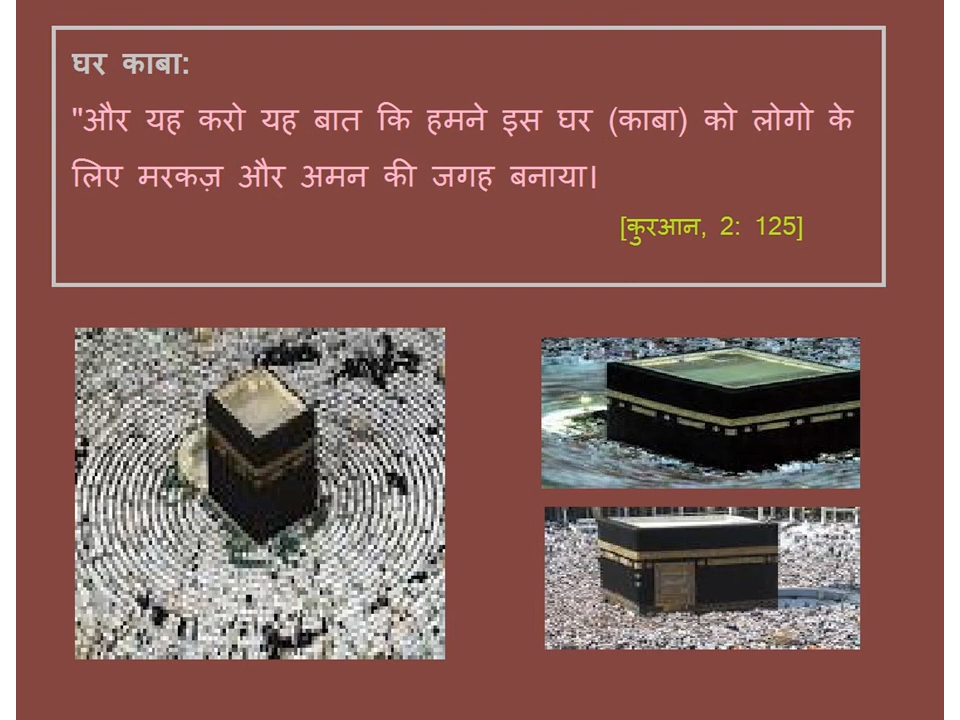 घर काबा:
"और यह करो यह बात कि हमने इस घर (काबा) को लोगो के
लिए मरकज़ और अमन की जगह बनाया।
[कुरआन, 2: 125]